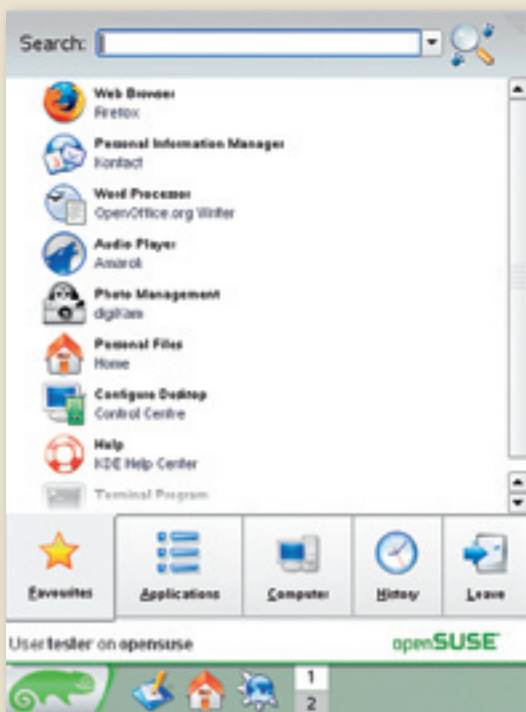 Search:
Web Browser
Firefox
Personal Information Manager
Kontact
Word Processor
OpenOffice.org Writer
Audio Player
Amarok
Photo Management
digiKam
Personal Files
Home
Configure Desktop
Control Centre
Help
KDE Help Center
Terminal Program
Favourites
Applications
Computer
History
Leave
User tester on opensuse
openSUSE
1
2